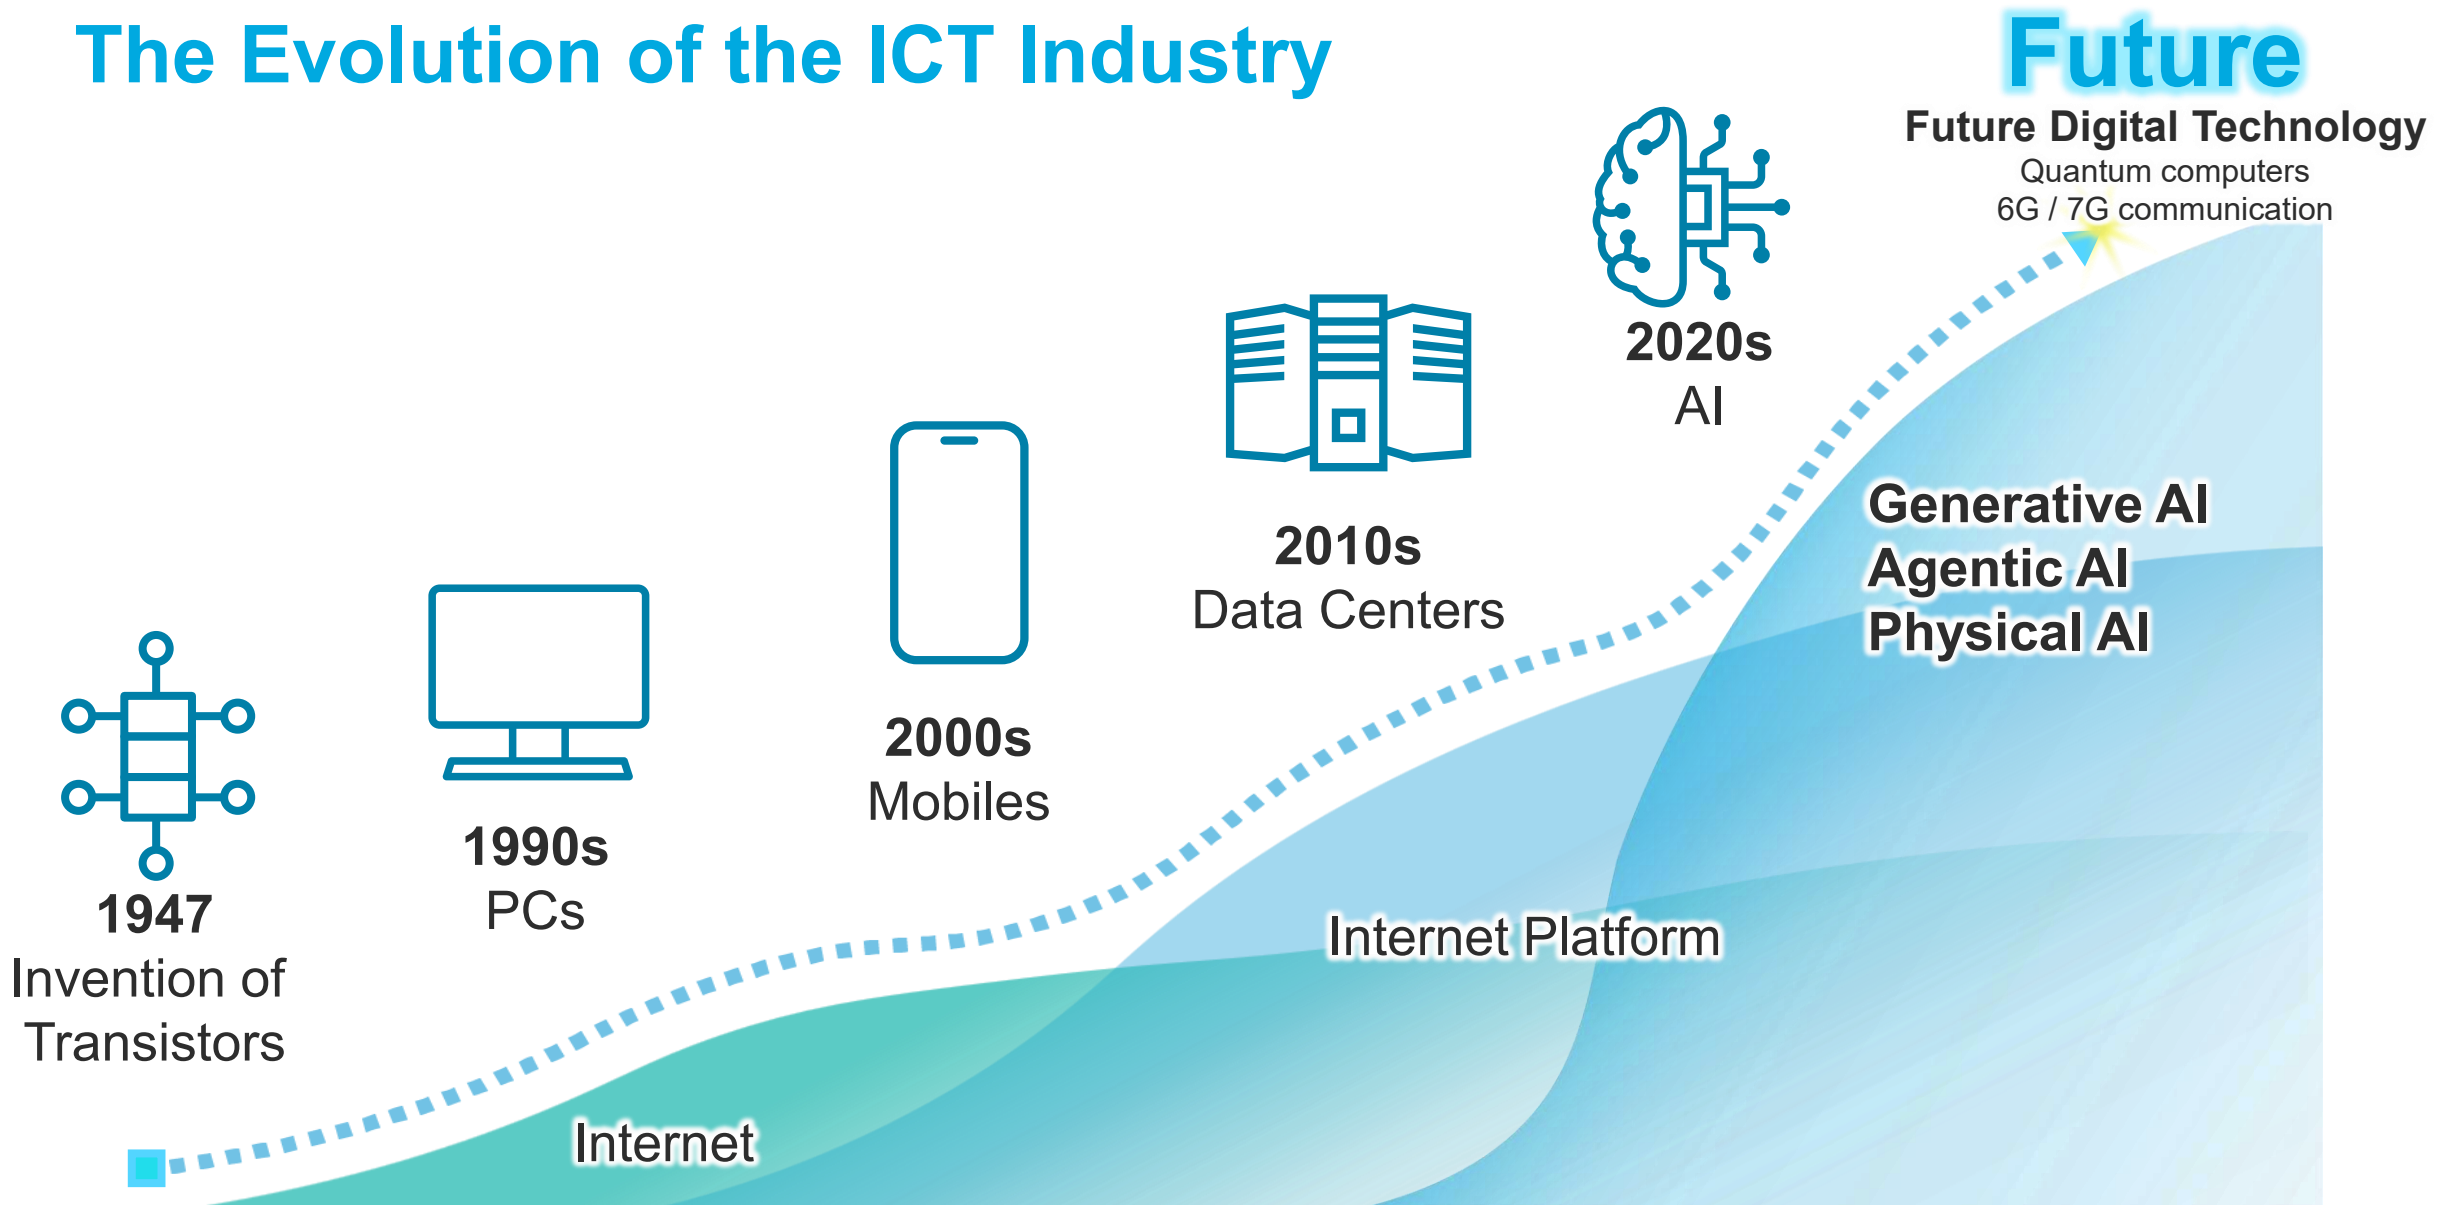 The Evolution of the ICT Industry
Future
Future Digital Technology
Quantum computers
6G / 7G communication
2020s
AI
2010s
Data Centers
2000s
Mobiles
1990s
PCs
1947
Invention of
Transistors
Generative AI
Agentic AI
Physical AI
Internet Platform
Internet